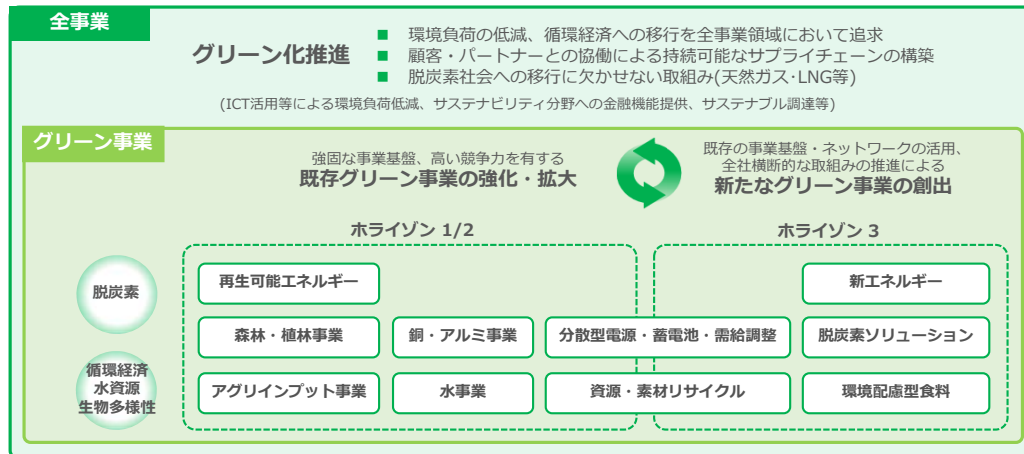 全事業
グリーン化推進
■ 環境負荷の低減、循環経済への移行を全事業領域において追求
■ 顧客・パートナーとの協働による持続可能なサプライチェーンの構築
■ 脱炭素社会への移行に欠かせない取組み(天然ガス･LNG等)
(ICT活用等による環境負荷低減、サステナビリティ分野への金融機能提供、サステナブル調達等)
グリーン事業
強固な事業基盤、高い競争力を有する
既存グリーン事業の強化・拡大
既存の事業基盤・ネットワークの活用、
全社横断的な取組みの推進による
新たなグリーン事業の創出
ホライゾン 1/2
ホライゾン 3
脱炭素
再生可能エネルギー
新エネルギー
森林・植林事業
銅・アルミ事業
分散型電源・蓄電池・需給調整
脱炭素ソリューション
循環経済
水資源
生物多様性
アグリインプット事業
水事業
資源・素材リサイクル
環境配慮型食料